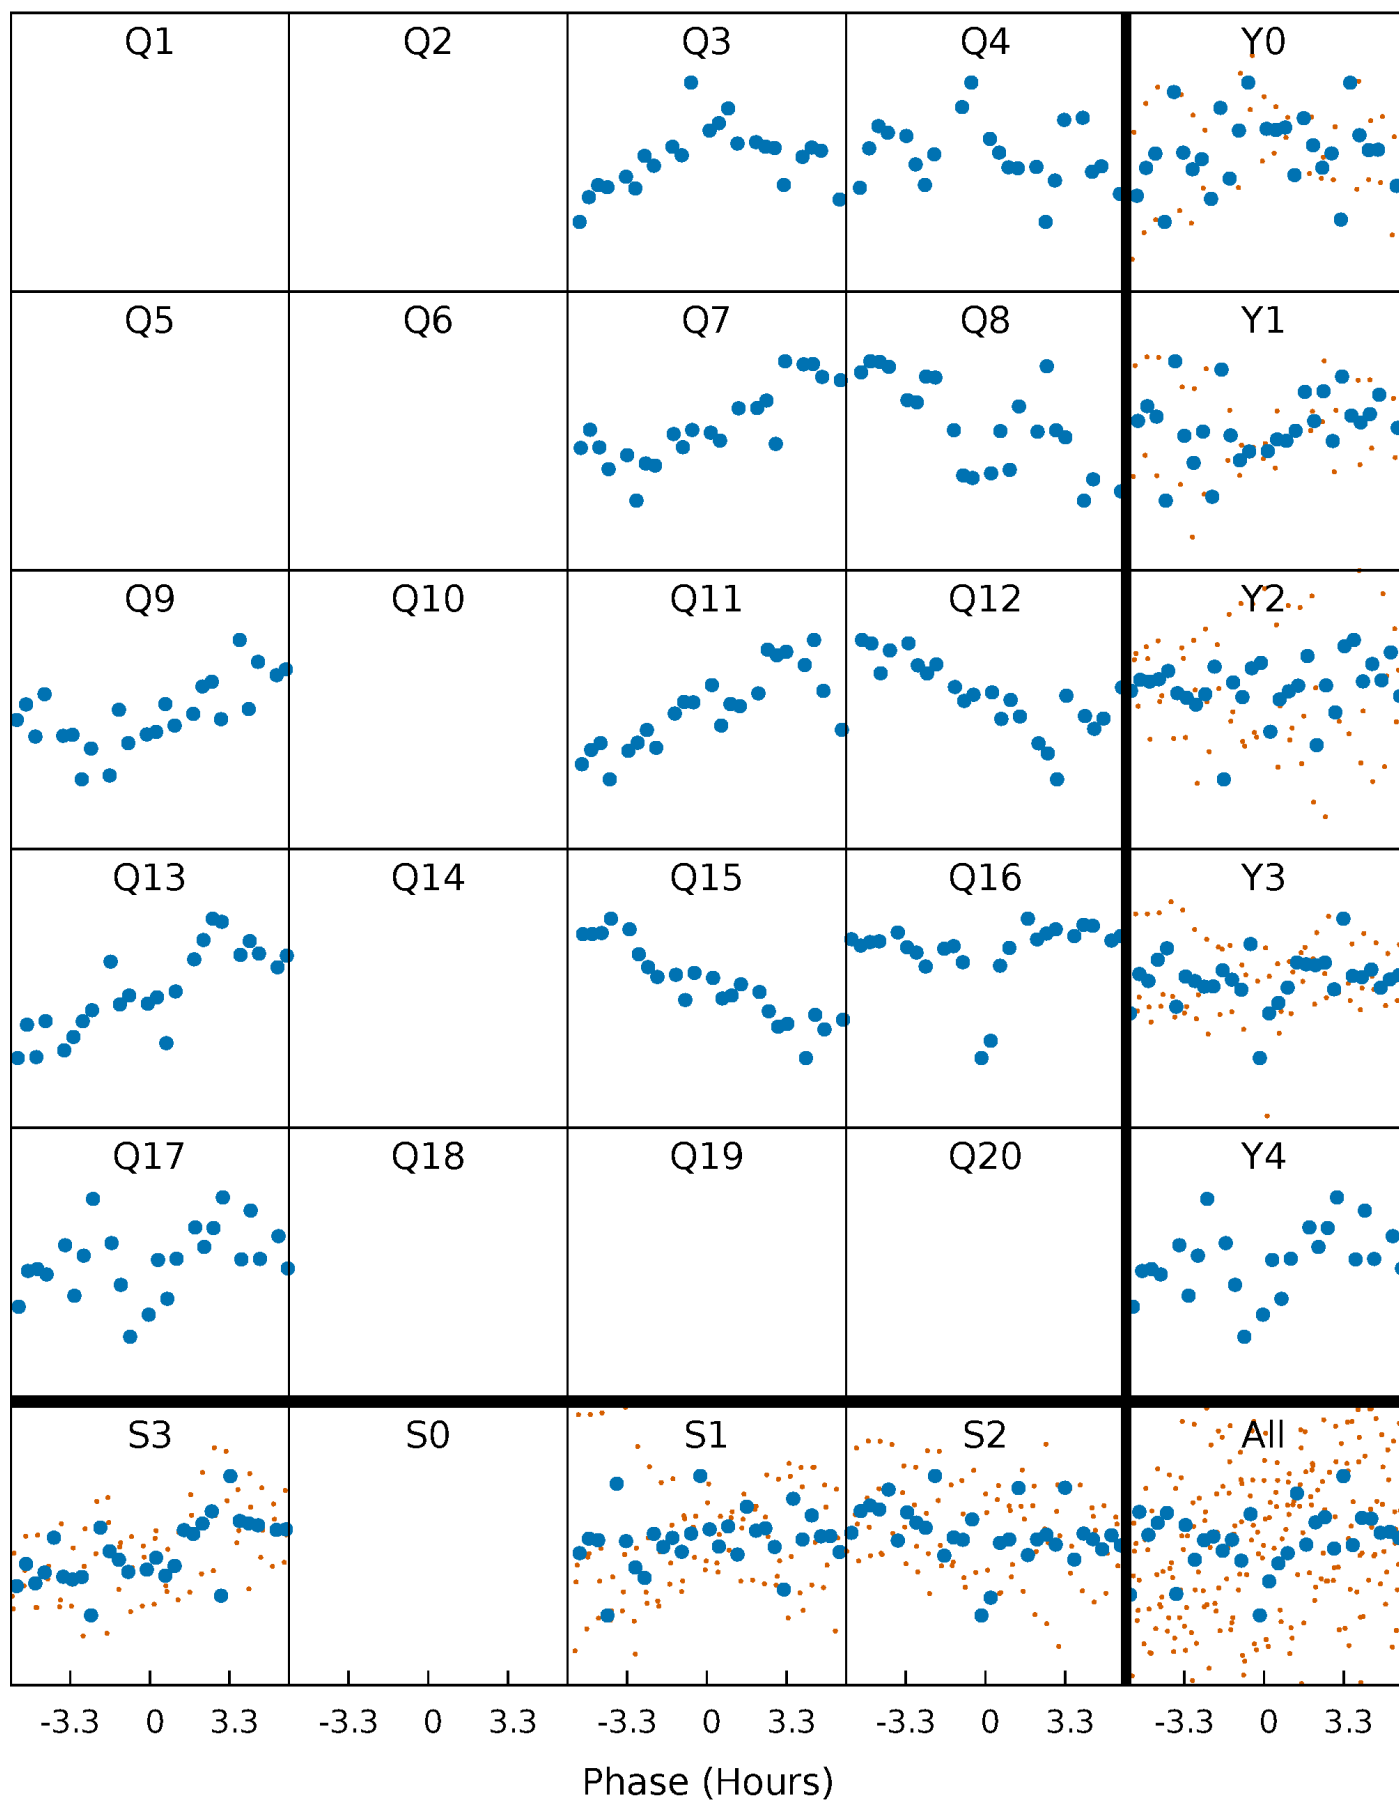 Q1 Q2 Q3 Q4 Y0
Q5 Q6 Q7 Q8 Y1
Q9 Q10 Q11 Q12 Y2
Q13 Q14 Q15 Q16 Y3
Q17 Q18 Q19 Q20 Y4
S3 S0 S1 S2 All
-3.3 0 3.3 -3.3 0 3.3 -3.3 0 3.3 -3.3 0 3.3 -3.3 0 3.3
Phase (Hours)